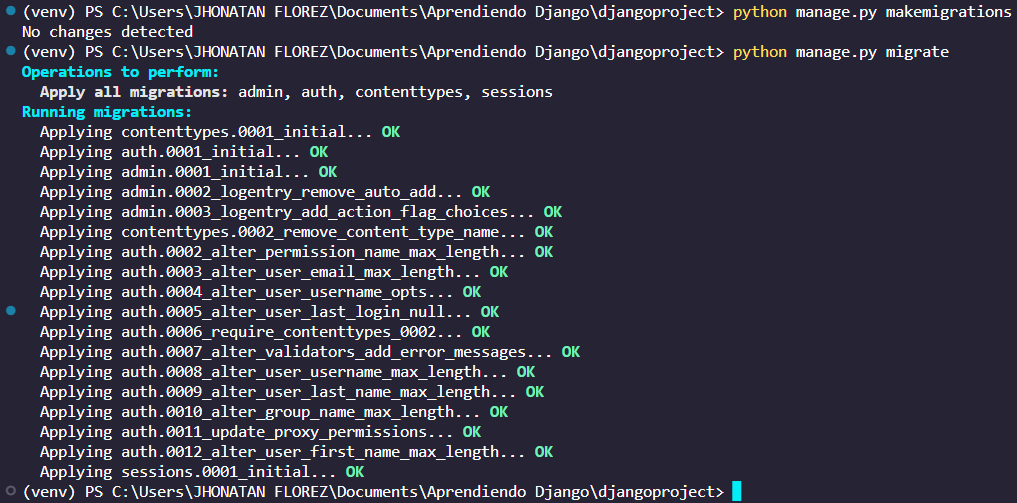 (venv) PS C:\Users\JHONATAN FLOREZ\Documents\Aprendiendo Django\djangoproject> python manage.py makemigrations
No changes detected
(venv) PS C:\Users\JHONATAN FLOREZ\Documents\Aprendiendo Django\djangoproject> python manage.py migrate
Operations to perform:
  Apply all migrations: admin, auth, contenttypes, sessions
Running migrations:
  Applying contenttypes.0001_initial... OK
  Applying auth.0001_initial... OK
  Applying admin.0001_initial... OK
  Applying admin.0002_logentry_remove_auto_add... OK
  Applying admin.0003_logentry_add_action_flag_choices... OK
  Applying contenttypes.0002_remove_content_type_name... OK
  Applying auth.0002_alter_permission_name_max_length... OK
  Applying auth.0003_alter_user_email_max_length... OK
  Applying auth.0004_alter_user_username_opts... OK
  Applying auth.0005_alter_user_last_login_null... OK
  Applying auth.0006_require_contenttypes_0002... OK
  Applying auth.0007_alter_validators_add_error_messages... OK
  Applying auth.0008_alter_user_username_max_length... OK
  Applying auth.0009_alter_user_last_name_max_length... OK
  Applying auth.0010_alter_group_name_max_length... OK
  Applying auth.0011_update_proxy_permissions... OK
  Applying auth.0012_alter_user_first_name_max_length... OK
  Applying sessions.0001_initial... OK
(venv) PS C:\Users\JHONATAN FLOREZ\Documents\Aprendiendo Django\djangoproject>